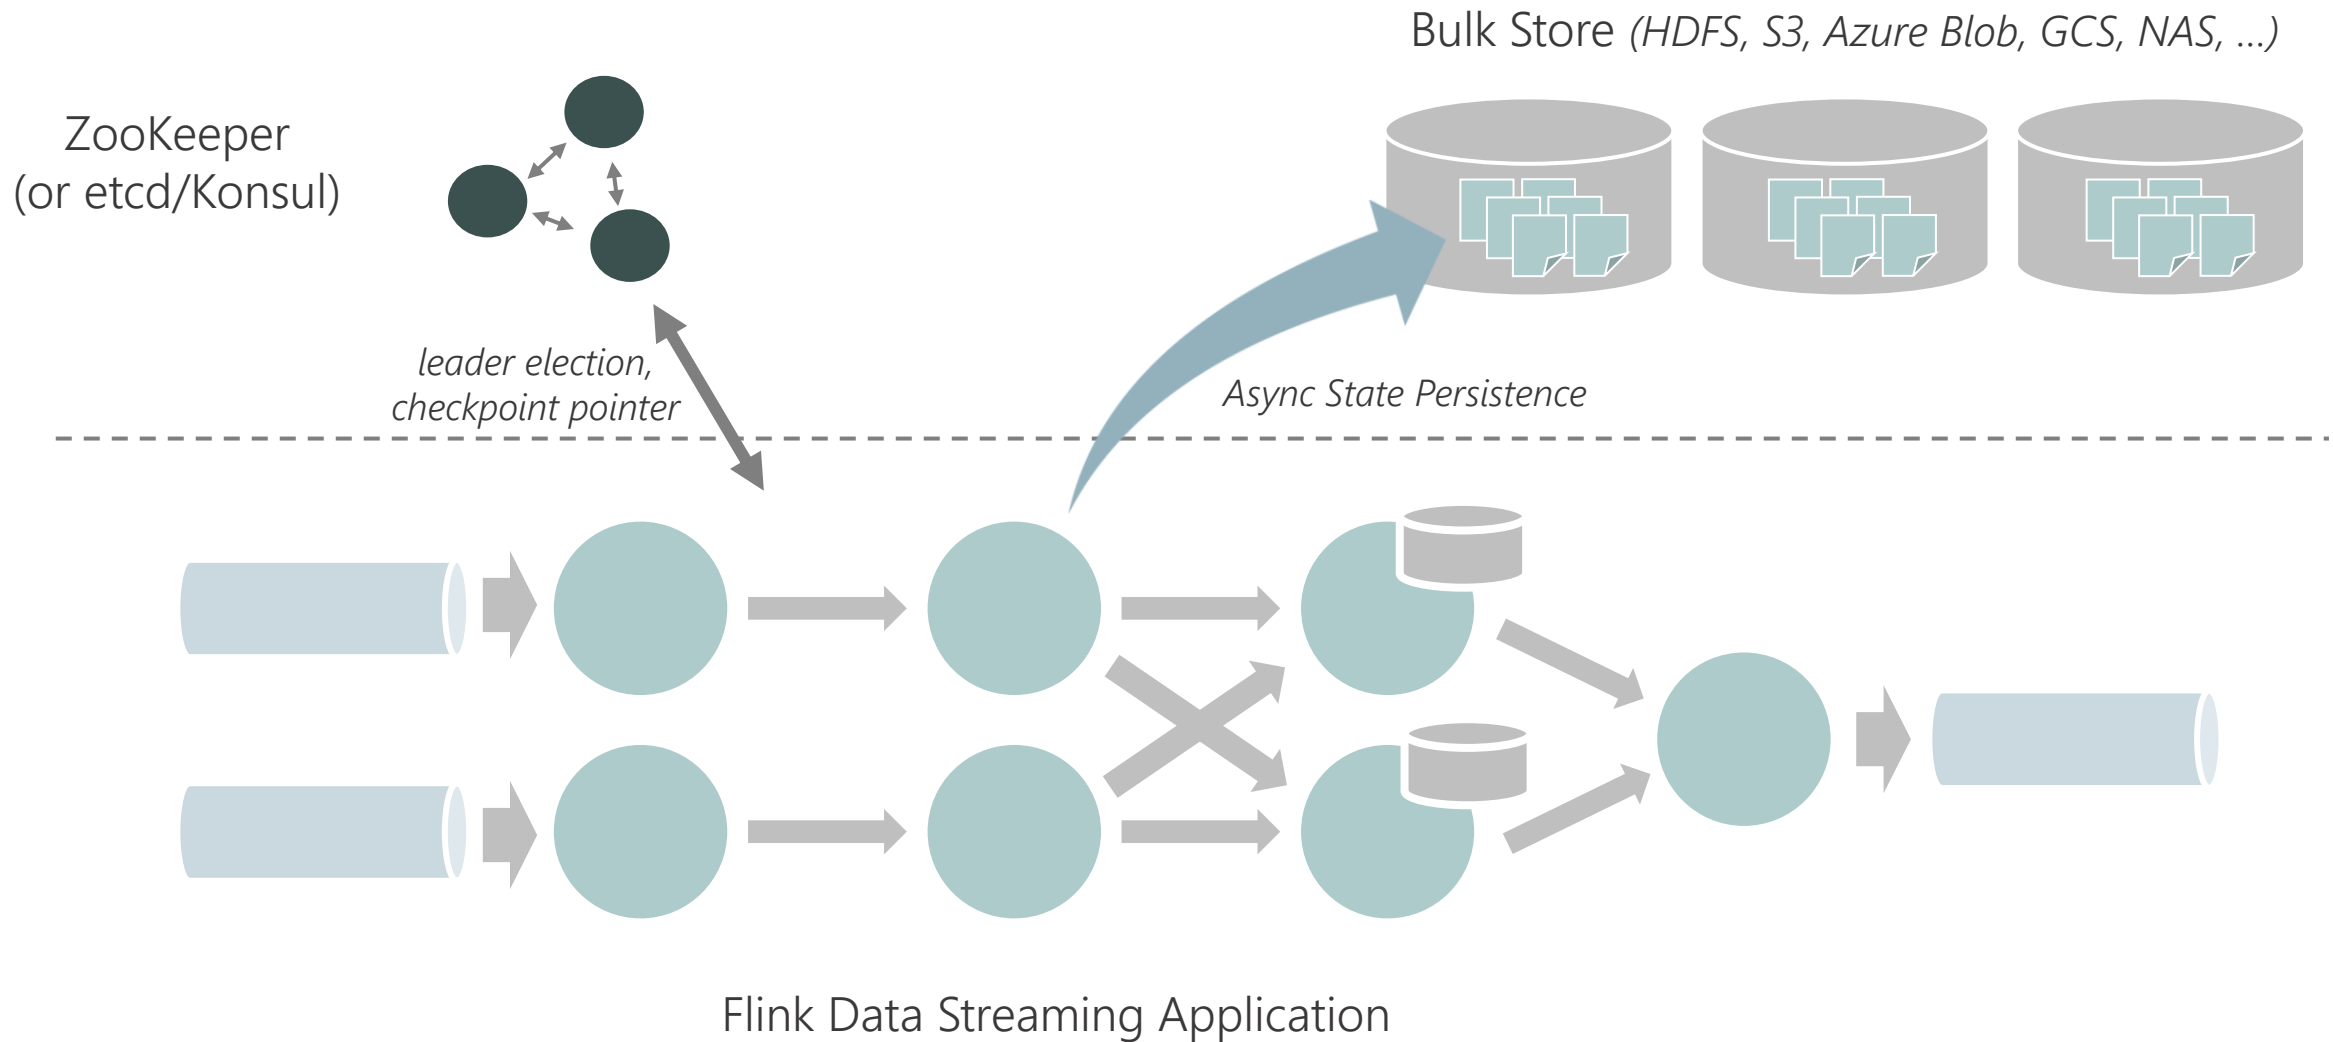 Bulk Store (HDFS, S3, Azure Blob, GCS, NAS, ...)
ZooKeeper
(or etcd/Konsul)
leader election,
checkpoint pointer
Async State Persistence
Flink Data Streaming Application